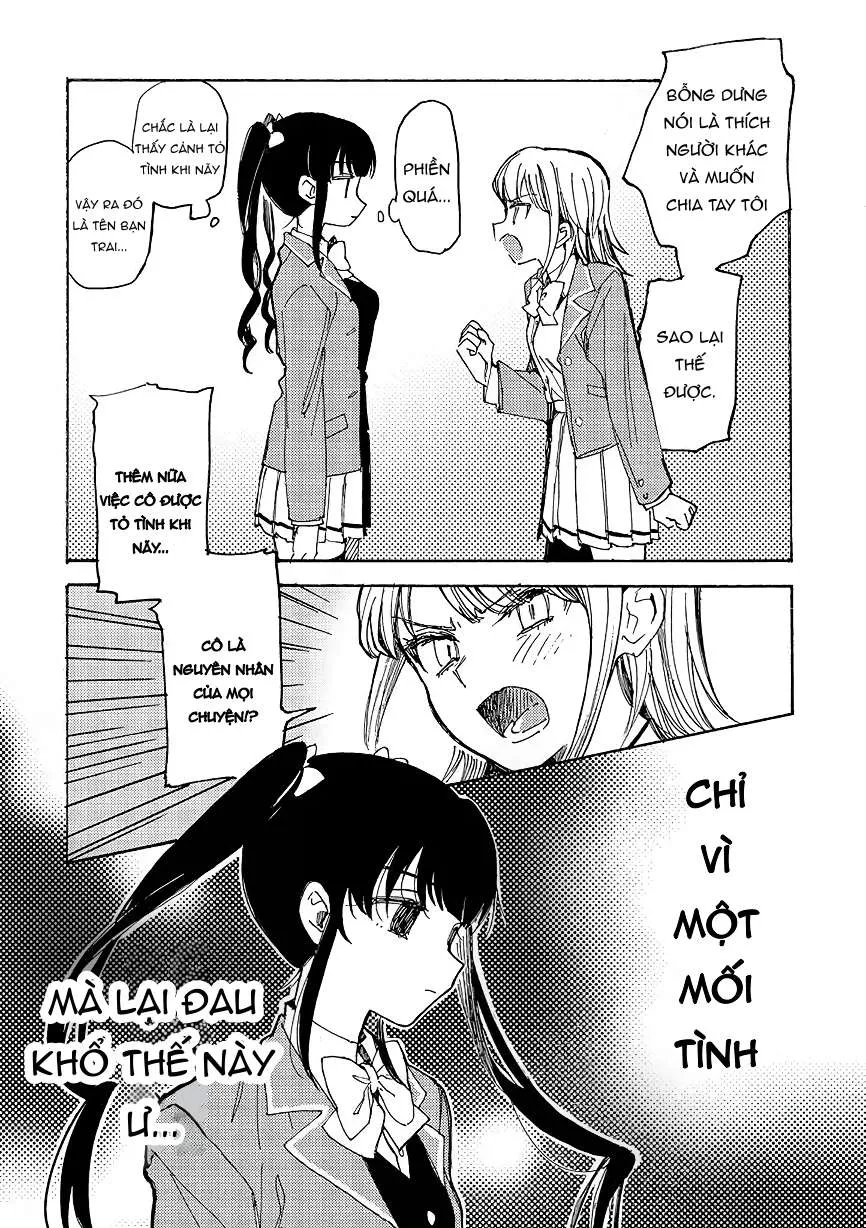 BỖNG DƯNG
NÓI LÀ THÍCH
NGƯỜI KHÁC
VÀ MUỐN
CHIA TAY TÔI
SAO LẠI
THẾ
ĐƯỢC.
PHIỀN
QUÁ...
CHẮC LÀ LẠI
THẤY CẢNH TỎ
TÌNH KHI NÃY
VẬY RA ĐÓ
LÀ TÊN BẠN
TRAI...
THÊM NỮA
VIỆC CÔ ĐƯỢC
TỎ TÌNH KHI
NÃY...
CÔ LÀ
NGUYÊN NHÂN
CỦA MỌI
CHUYỆN!?
CHỈ
VÌ
MỘT
MỐI
TÌNH
MÀ LẠI ĐAU
KHỔ THẾ NÀY
Ư...